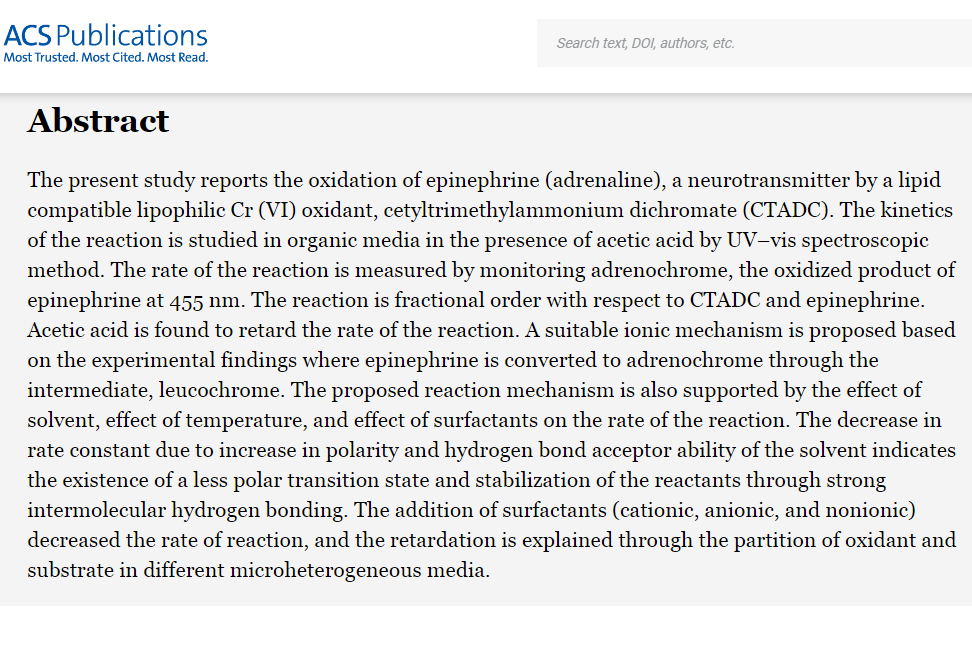 ACS Publications
Most Trusted. Most Cited. Most Read.
Search text, DOI, authors, etc.
Abstract
The present study reports the oxidation of epinephrine (adrenaline), a neurotransmitter by a lipid
compatible lipophilic Cr (VI) oxidant, cetyltrimethylammonium dichromate (CTADC). The kinetics
of the reaction is studied in organic media in the presence of acetic acid by UV–vis spectroscopic
method. The rate of the reaction is measured by monitoring adrenochrome, the oxidized product of
epinephrine at 455 nm. The reaction is fractional order with respect to CTADC and epinephrine.
Acetic acid is found to retard the rate of the reaction. A suitable ionic mechanism is proposed based
on the experimental findings where epinephrine is converted to adrenochrome through the
intermediate, leucochrome. The proposed reaction mechanism is also supported by the effect of
solvent, effect of temperature, and effect of surfactants on the rate of the reaction. The decrease in
rate constant due to increase in polarity and hydrogen bond acceptor ability of the solvent indicates
the existence of a less polar transition state and stabilization of the reactants through strong
intermolecular hydrogen bonding. The addition of surfactants (cationic, anionic, and nonionic)
decreased the rate of reaction, and the retardation is explained through the partition of oxidant and
substrate in different microheterogeneous media.